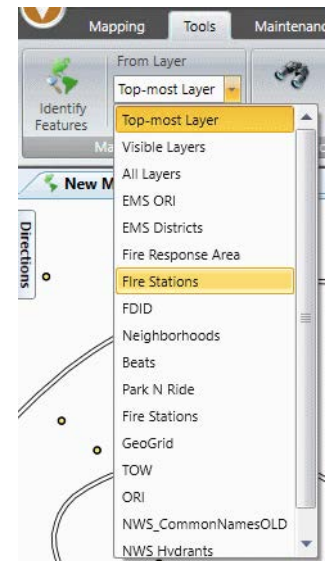 Mapping Tools Maintenanc
From Layer
Top-most Layer
Identify
Features
Ma
Top-most Layer
Visible Layers
All Layers
EMS ORI
EMS Districts
Fire Response Area
Fire Stations
FDID
Neighborhoods
Beats
Park N Ride
Fire Stations
GeoGrid
TOW
ORI
NWS_CommonNamesOLD
NWS Hydrants
New M
Directions